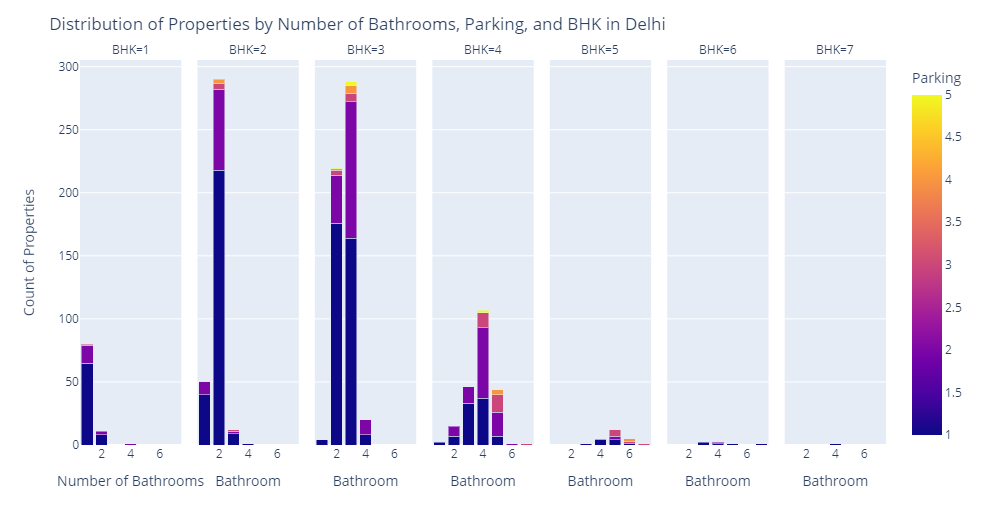 Distribution of Properties by Number of Bathrooms, Parking, and BHK in Delhi
BHK=1 BHK=2 BHK=3 BHK=4 BHK=5 BHK=6 BHK=7
Parking
Count of Properties
300
250
200
150
100
50
0
5
4.5
4
3.5
3
2.5
2
1.5
1
2 4 6 2 4 6 2 4 6 2 4 6 2 4 6 2 4 6 2 4 6
Number of Bathrooms Bathroom Bathroom Bathroom Bathroom Bathroom Bathroom